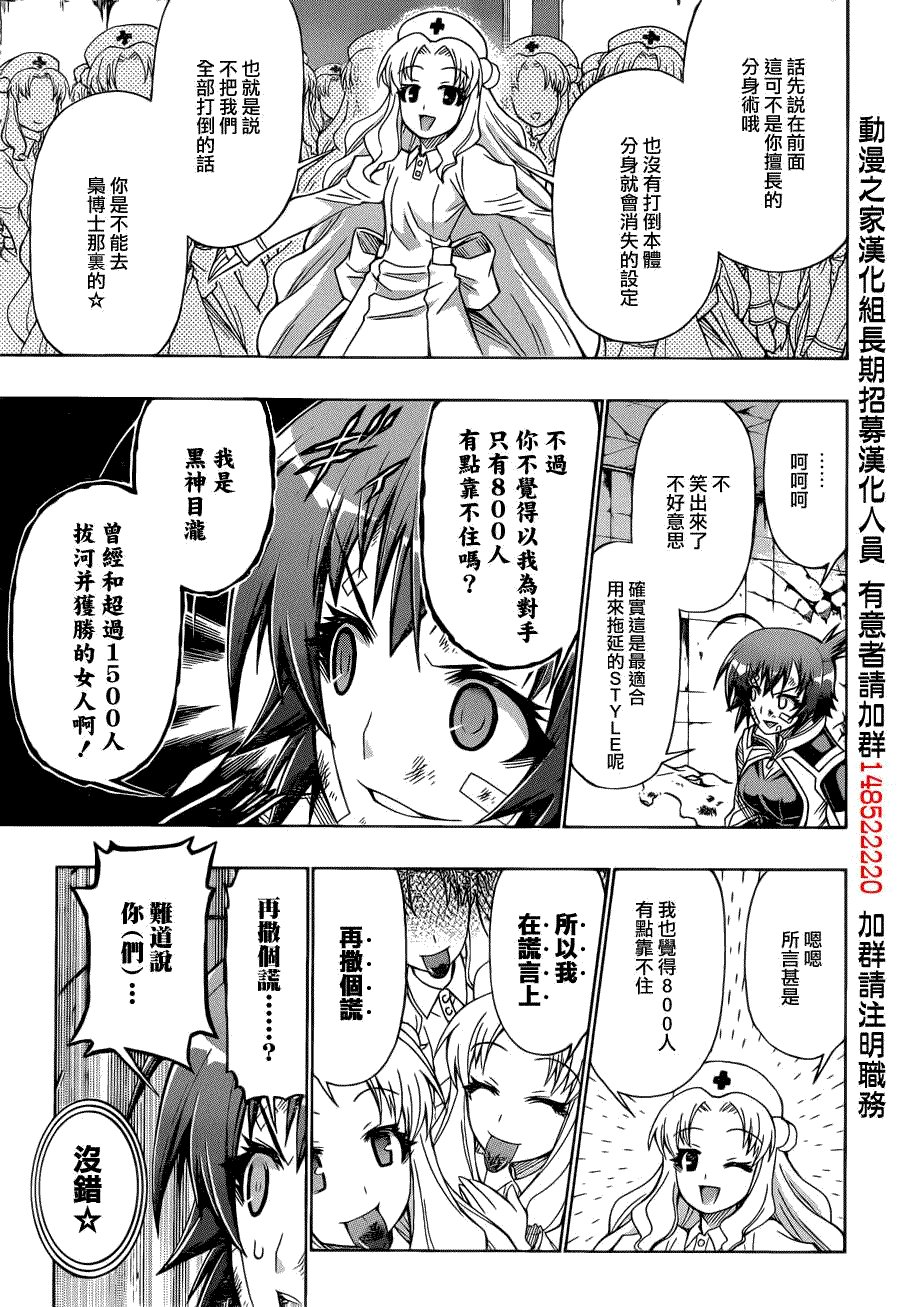 話先説在前面
這可不是你擅長的
分身術哦
也沒有打倒本體
分身就會消失的設定
也就是説
不把我們
全部打倒的話
你是不能去
梟博士那裏的☆
……
呵呵呵
不
笑出來了
不好意思
確實這是最適合
用來拖延的STYLE呢
不過
你不覺得以我為對手
只有800人
有點靠不住嗎？
我是
黑神目瀧
曾經和超過1500人
拔河并獲勝的女人啊！
嗯嗯
所言甚是
我也覺得800人
有點靠不住
所以我
在謊言上
再撒個謊
再撒個謊……？
難道說
你(們)…
沒錯☆
動漫之家漢化組長期招募漢化人員 有意者請加群148522220 加群請注明職務